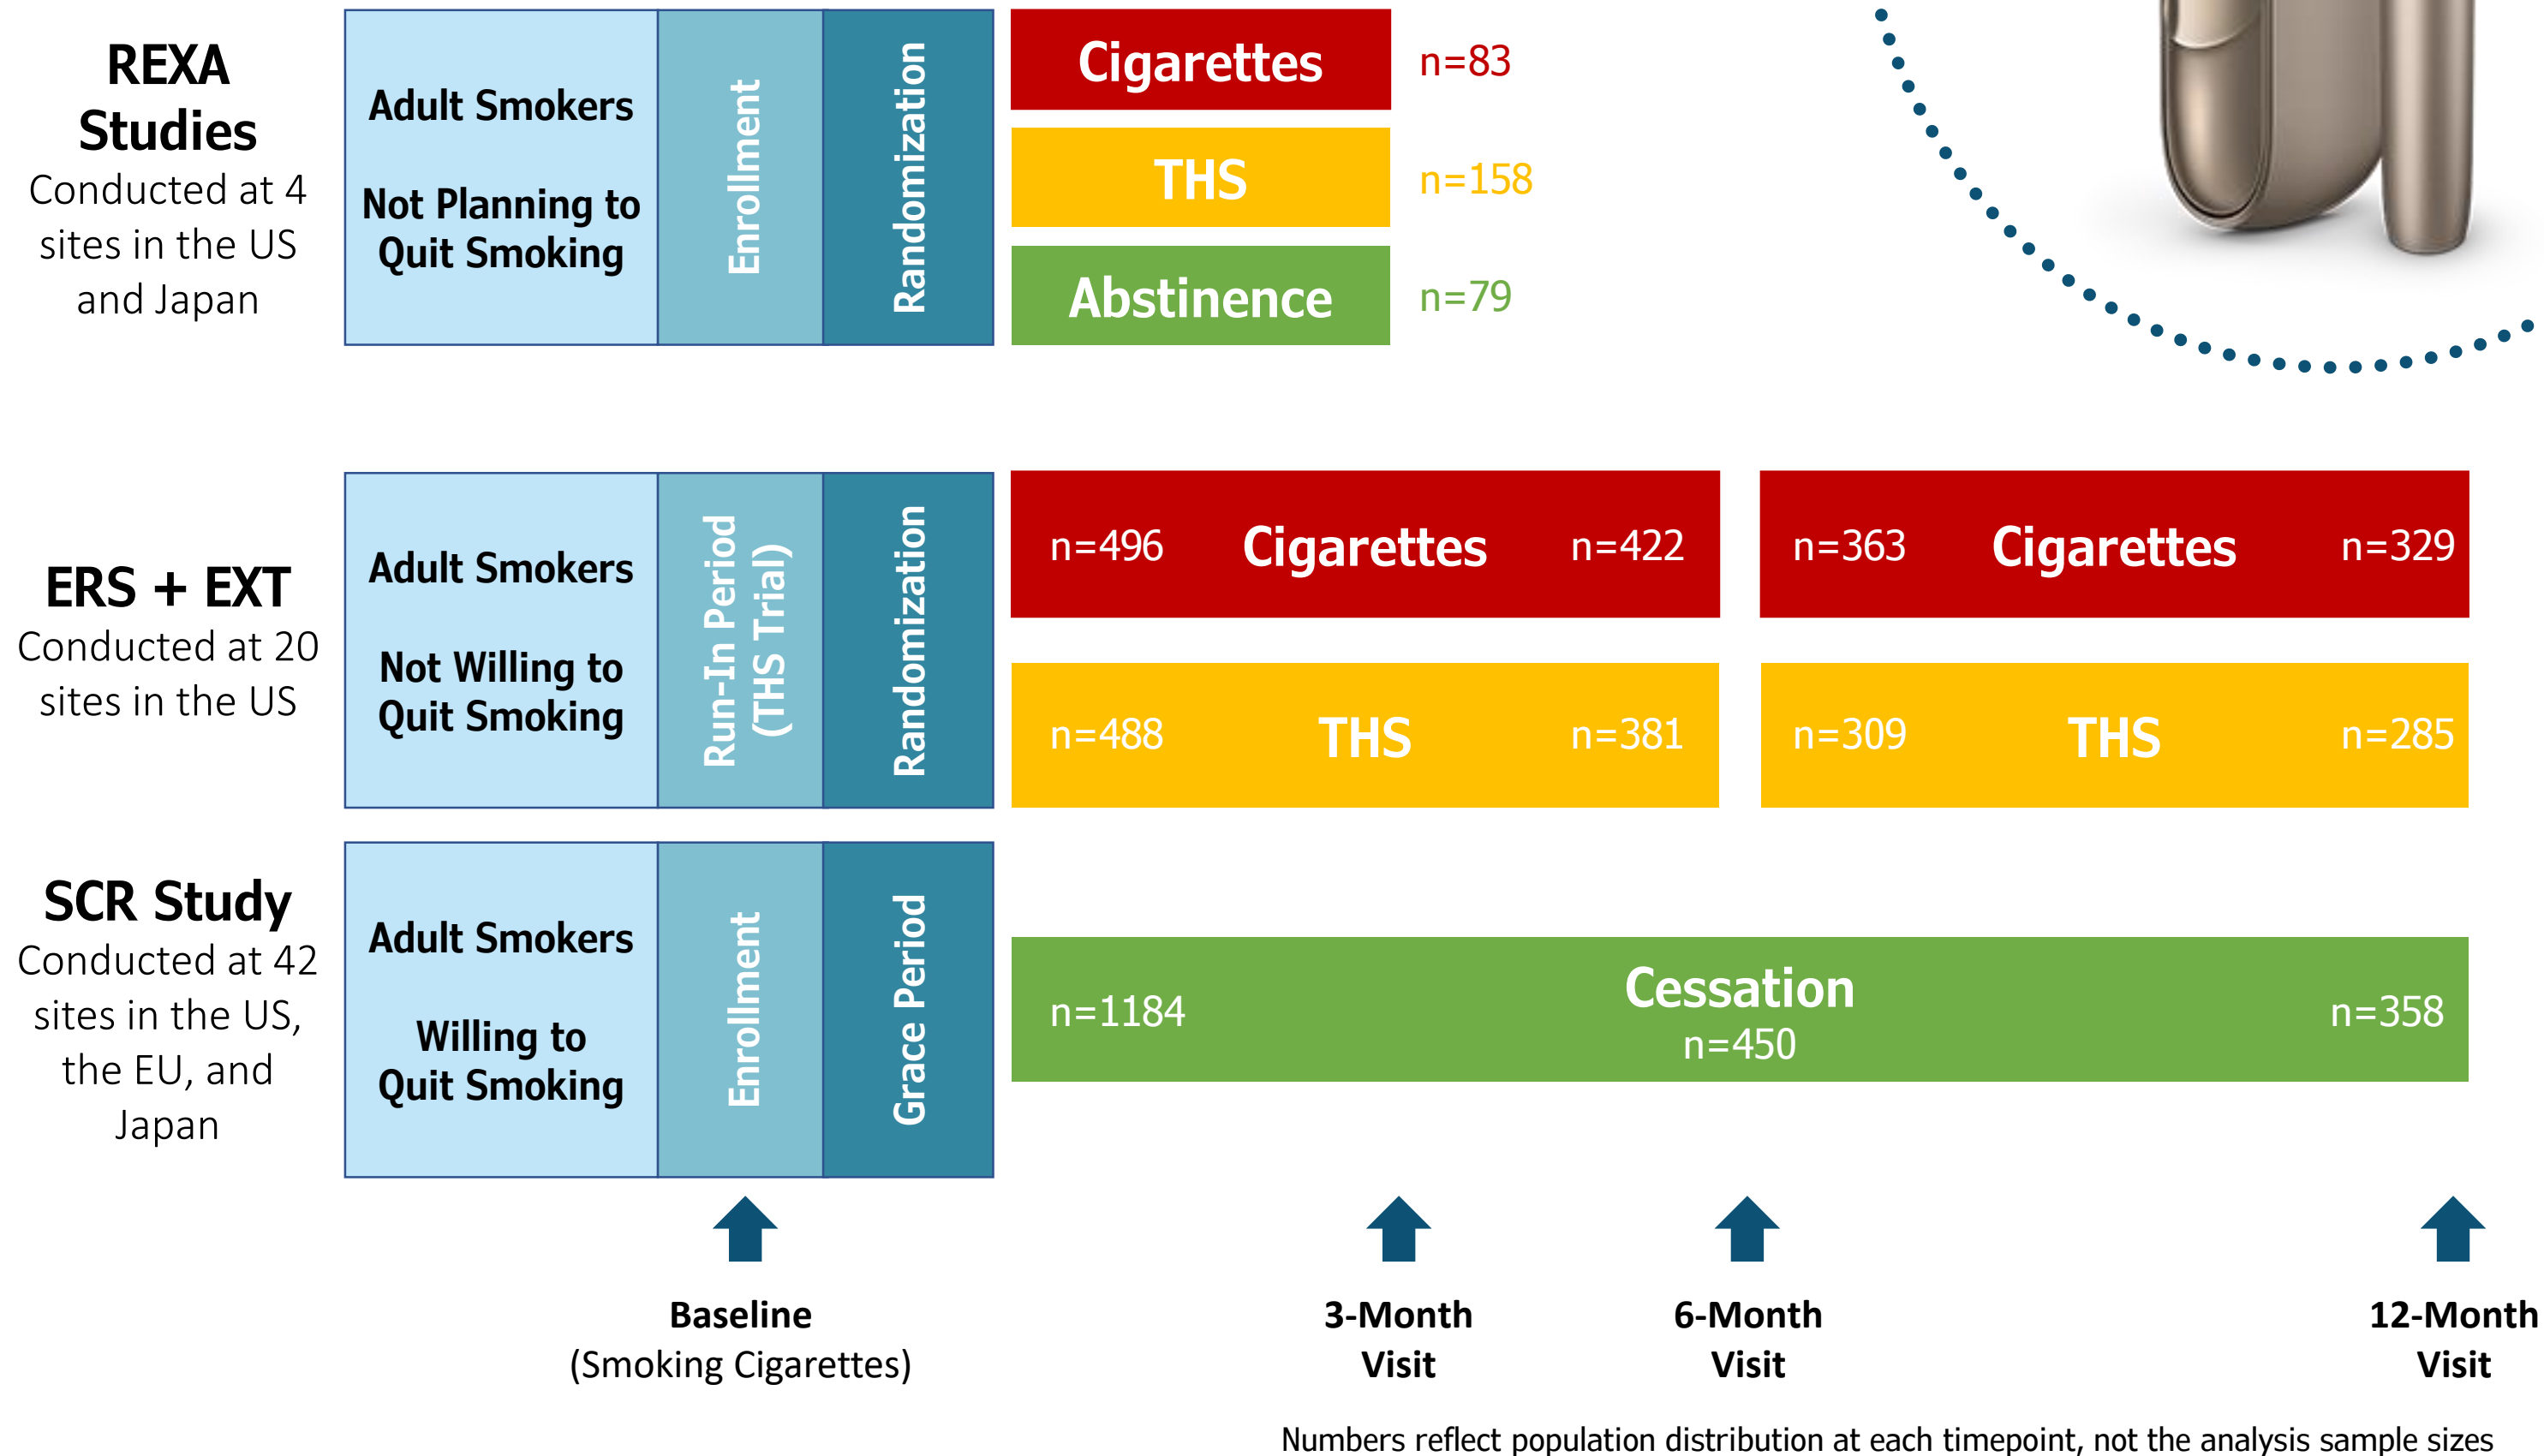 REXA
Studies
Conducted at 4
sites in the US
and Japan
Adult Smokers
Not Planning to
Quit Smoking
Enrollment
Randomization
Cigarettes
n=83
THS
n=158
Abstinence
n=79
ERS + EXT
Conducted at 20
sites in the US
Adult Smokers
Not Willing to
Quit Smoking
Run-In Period
(THS Trial)
Randomization
n=496 Cigarettes n=422
n=363 Cigarettes n=329
n=488 THS n=381
n=309 THS n=285
SCR Study
Conducted at 42
sites in the US,
the EU, and
Japan
Adult Smokers
Willing to
Quit Smoking
Enrollment
Grace Period
n=1184
Cessation
n=450
n=358
Baseline
(Smoking Cigarettes)
3-Month
Visit
6-Month
Visit
12-Month
Visit
Numbers reflect population distribution at each timepoint, not the analysis sample sizes